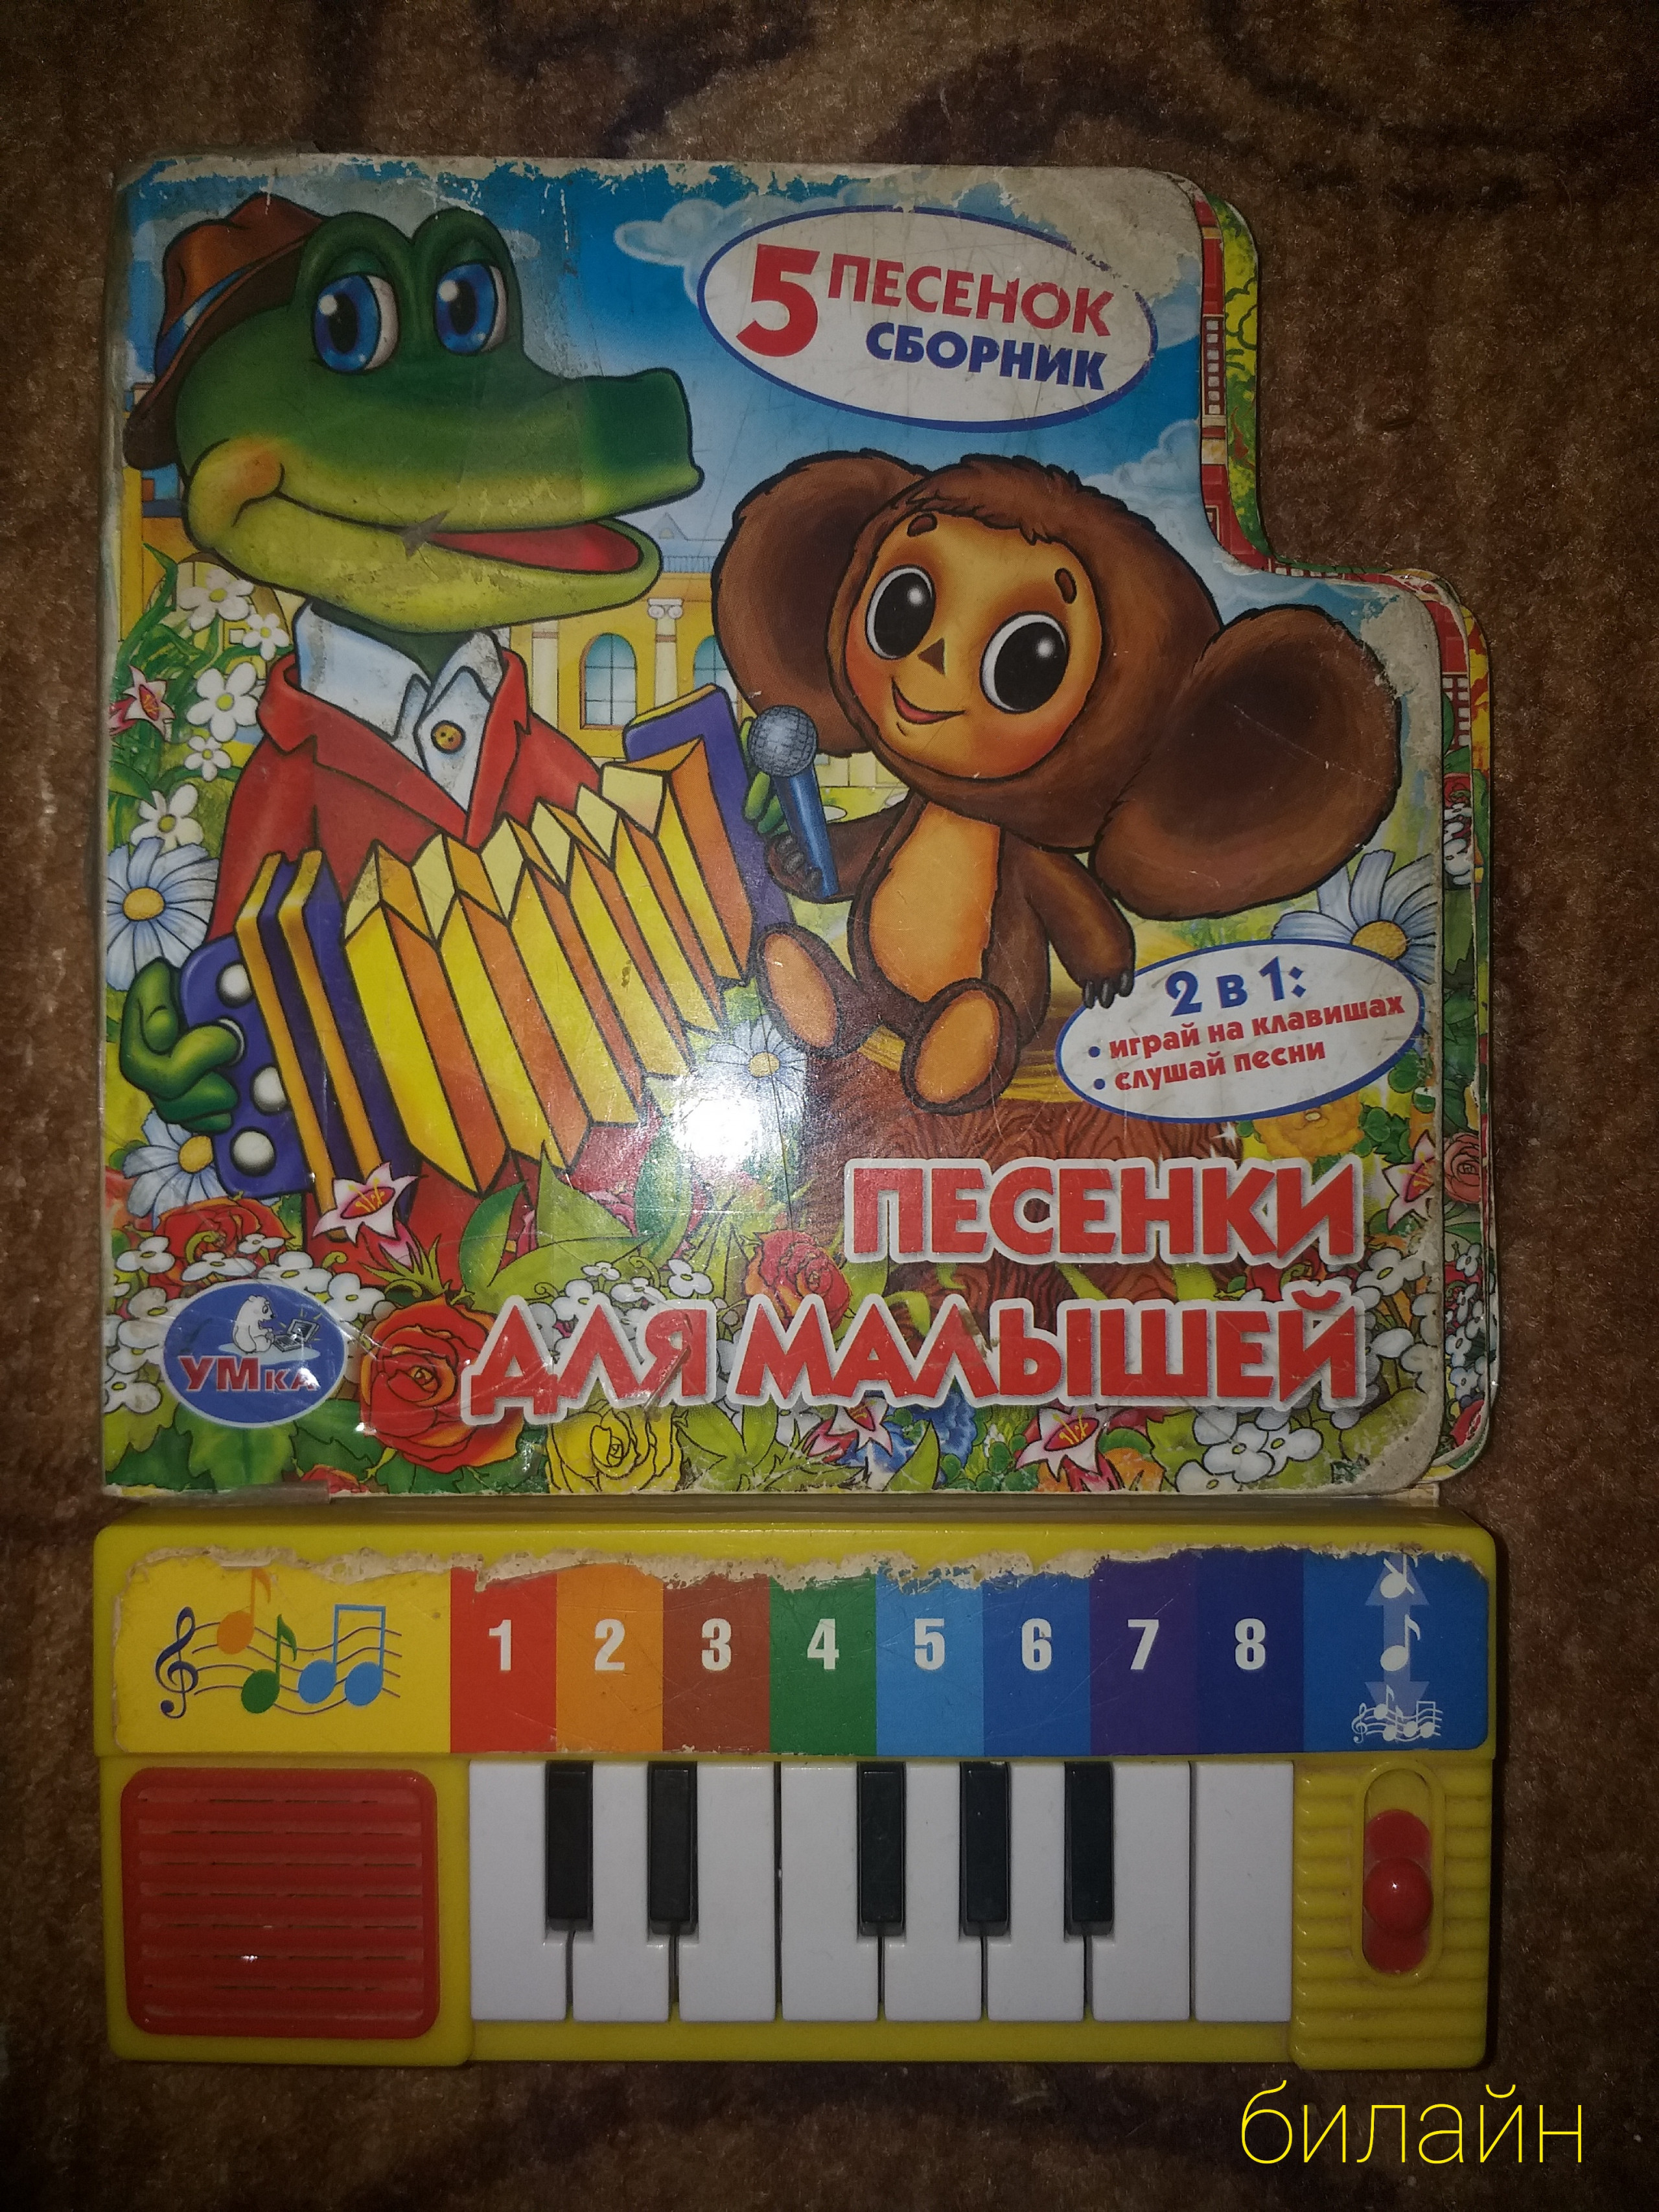 5 ПЕСЕНОК
СБОРНИК
2 в 1:
• играй на клавишах
• слушай песни
ПЕСЕНКИ
ДЛЯ МАЛЫШЕЙ
УМка
1 2 3 4 5 6 7 8
билайн